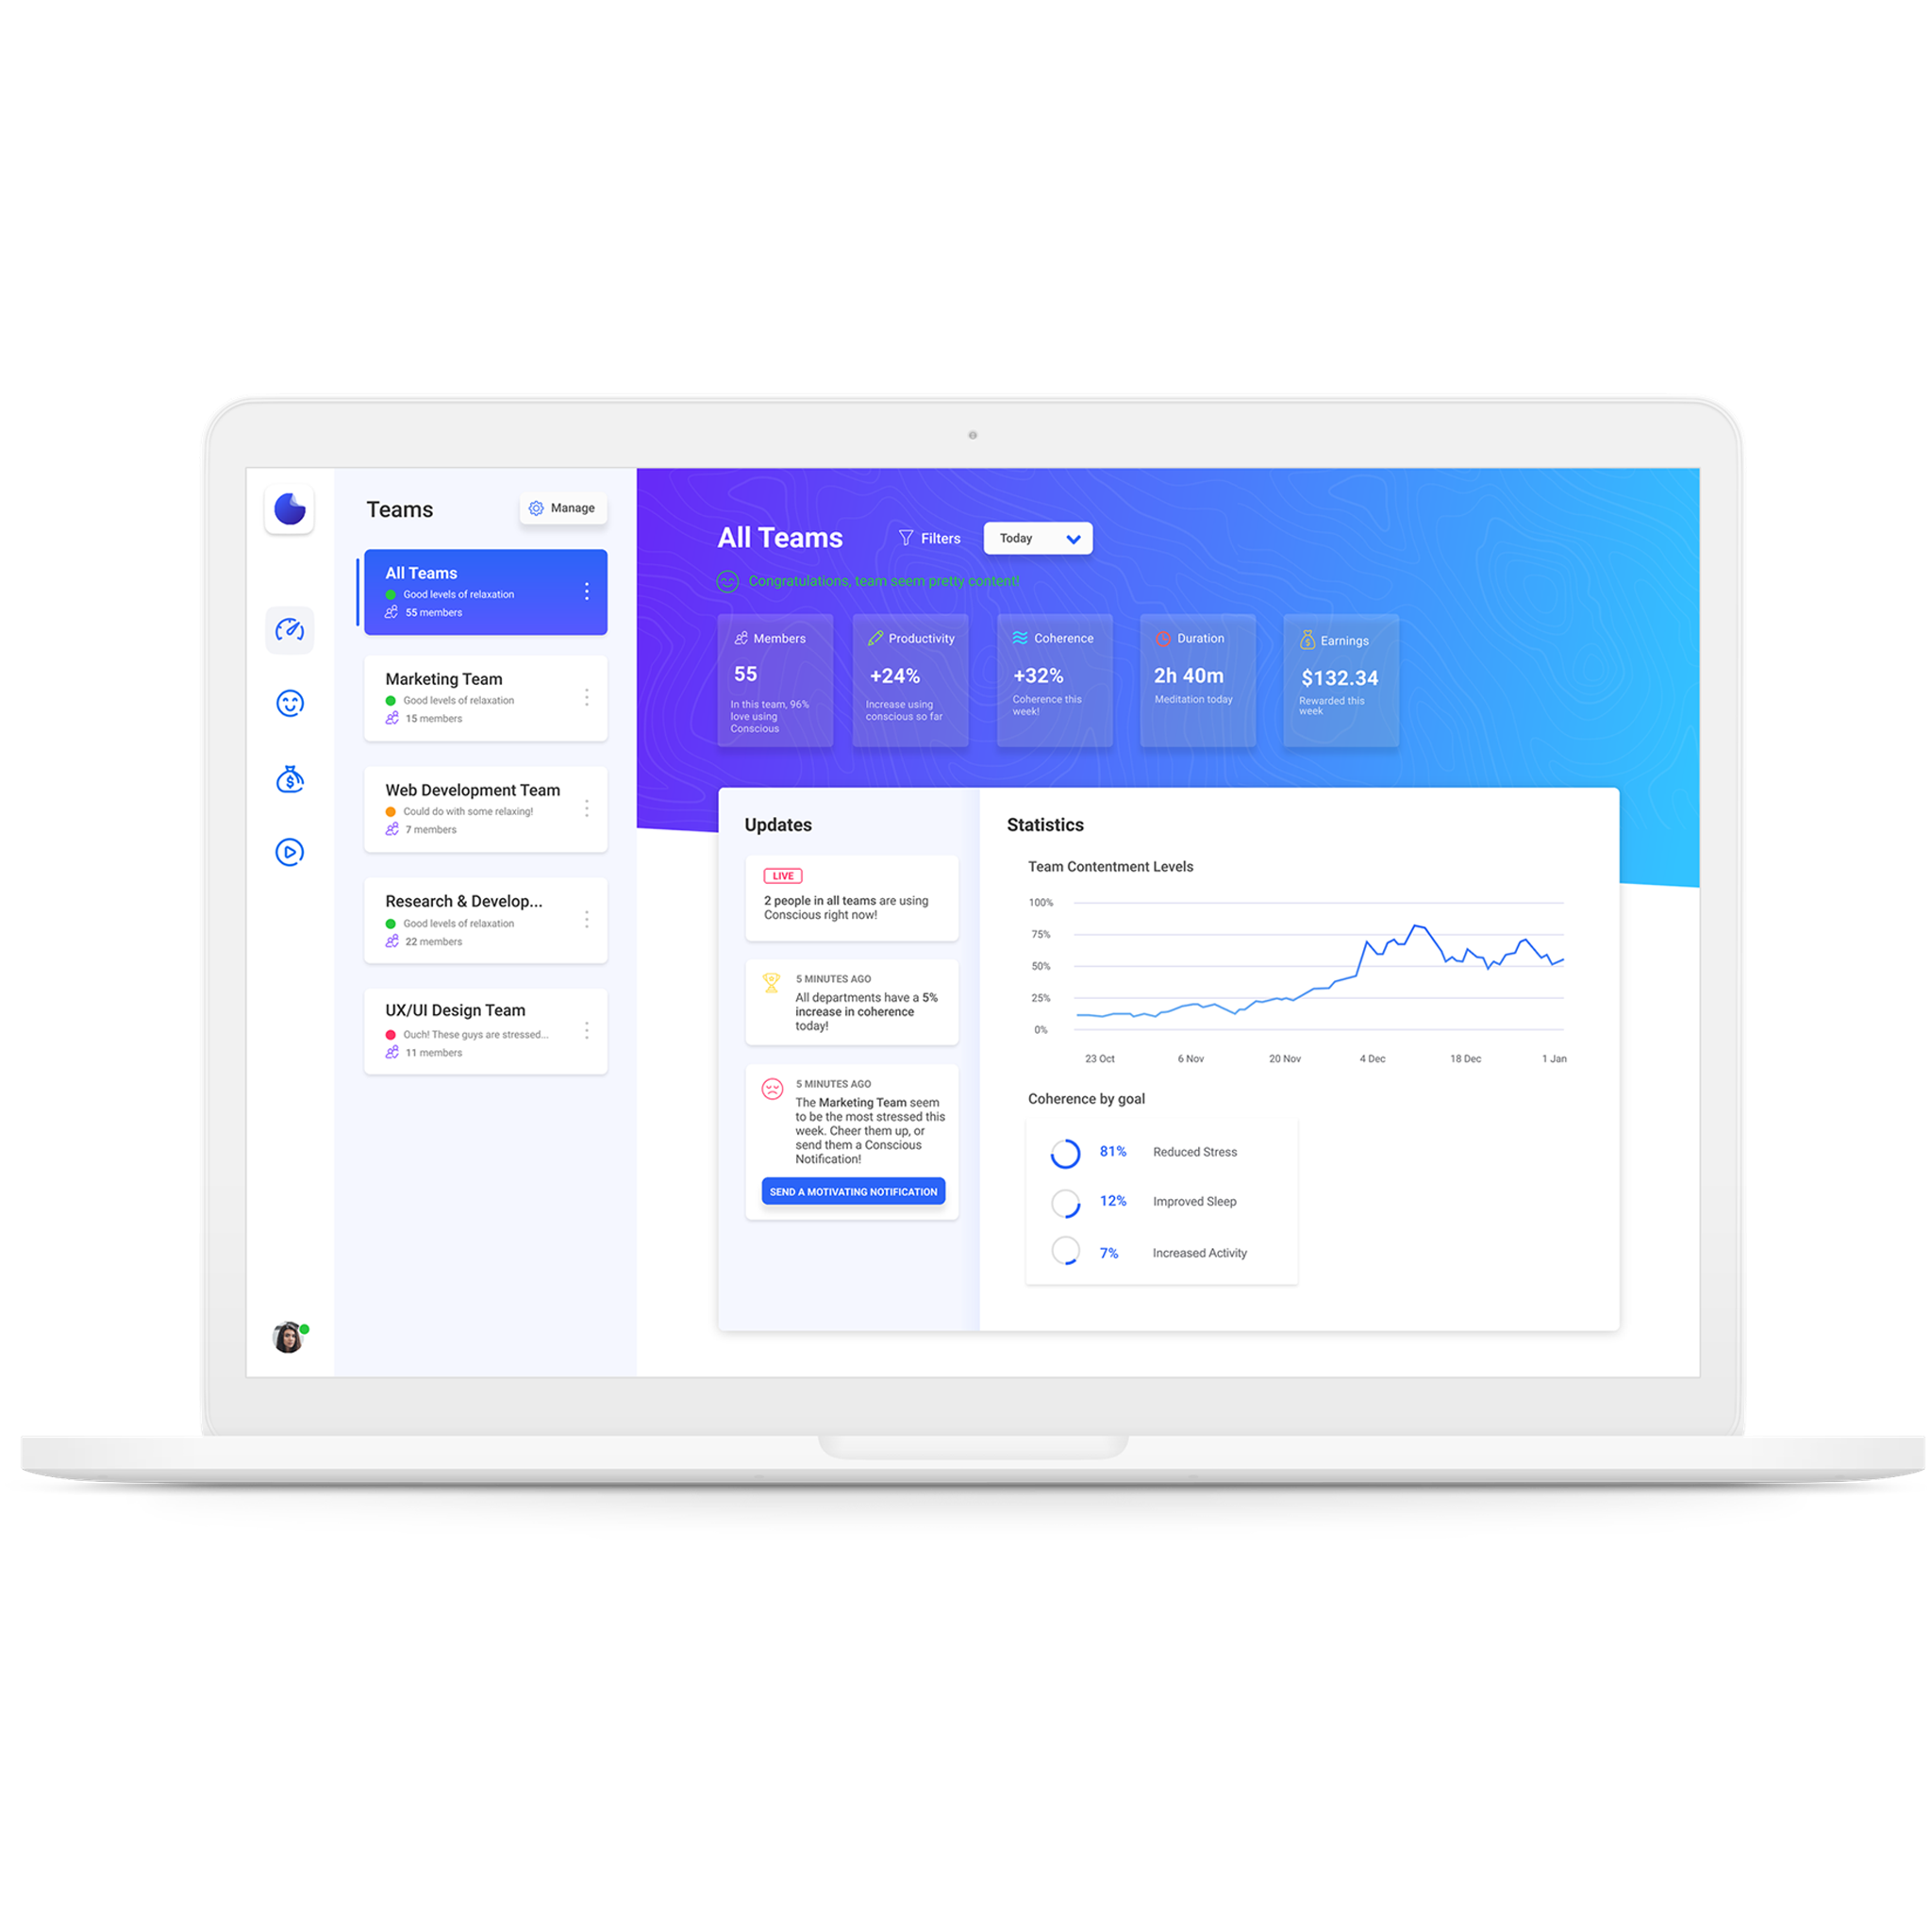 Teams
Manage
All Teams
Good levels of relaxation
55 members
Marketing Team
Good levels of relaxation
15 members
Web Development Team
Could do with some relaxing!
7 members
Research & Develop...
Good levels of relaxation
22 members
UX/UI Design Team
Ouch! These guys are stressed...
11 members
All Teams
Filters
Today
Congratulations, team seem pretty content!
Members
55
In this team, 96%
love using
Conscious
Productivity
+24%
Increase using
conscious so far
Coherence
+32%
Coherence this
week!
Duration
2h 40m
Meditation today
Earnings
$132.34
Rewarded this
week
Updates
LIVE
2 people in all teams are using
Conscious right now!
5 MINUTES AGO
All departments have a 5%
increase in coherence
today!
5 MINUTES AGO
The Marketing Team seem
to be the most stressed this
week. Cheer them up, or
send them a Conscious
Notification!
SEND A MOTIVATING NOTIFICATION
Statistics
Team Contentment Levels
100%
75%
50%
25%
0%
23 Oct 6 Nov 20 Nov 4 Dec 18 Dec 1 Jan
Coherence by goal
81% Reduced Stress
12% Improved Sleep
7% Increased Activity